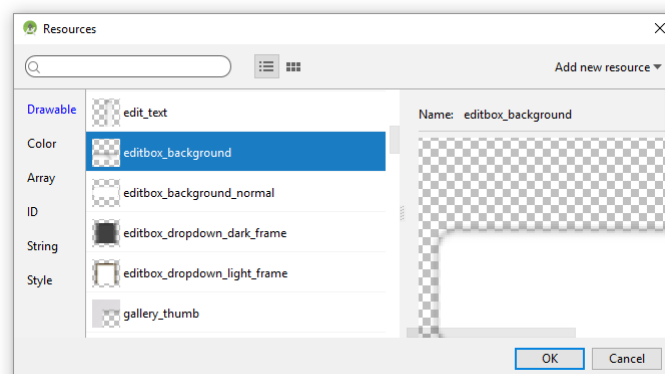 Resources
Add new resource
Drawable
Color
Array
ID
String
Style
edit_text
editbox_background
editbox_background_normal
editbox_dropdown_dark_frame
editbox_dropdown_light_frame
gallery_thumb
Name: editbox_background
OK
Cancel